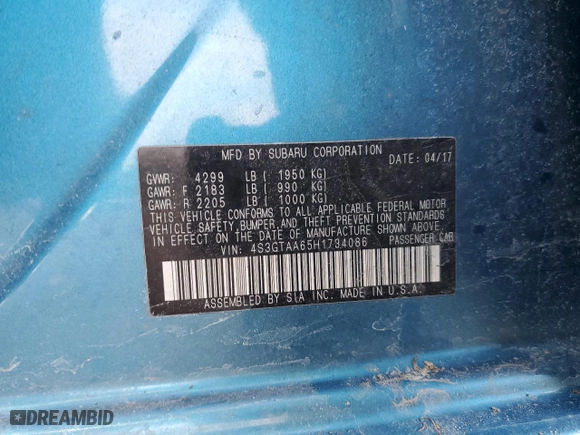 MFD BY SUBARU CORPORATION
DATE: 04/17
GVWR: 4299 LB ( 1950 KG)
GAWR: F 2183 LB ( 990 KG)
GAWR: R 2205 LB ( 1000 KG)
THIS VEHICLE CONFORMS TO ALL APPLICABLE FEDERAL MOTOR
VEHICLE SAFETY,BUMPER,AND THEFT PREVENTION STANDARDS
IN EFFECT ON DATE OF MANUFACTURE SHOWN ABOVE.
VIN: 4S3GTAA65H1734086 PASSENGER CAR
ASSEMBLED BY SIA INC. MADE IN U.S.A.
DREAMBID